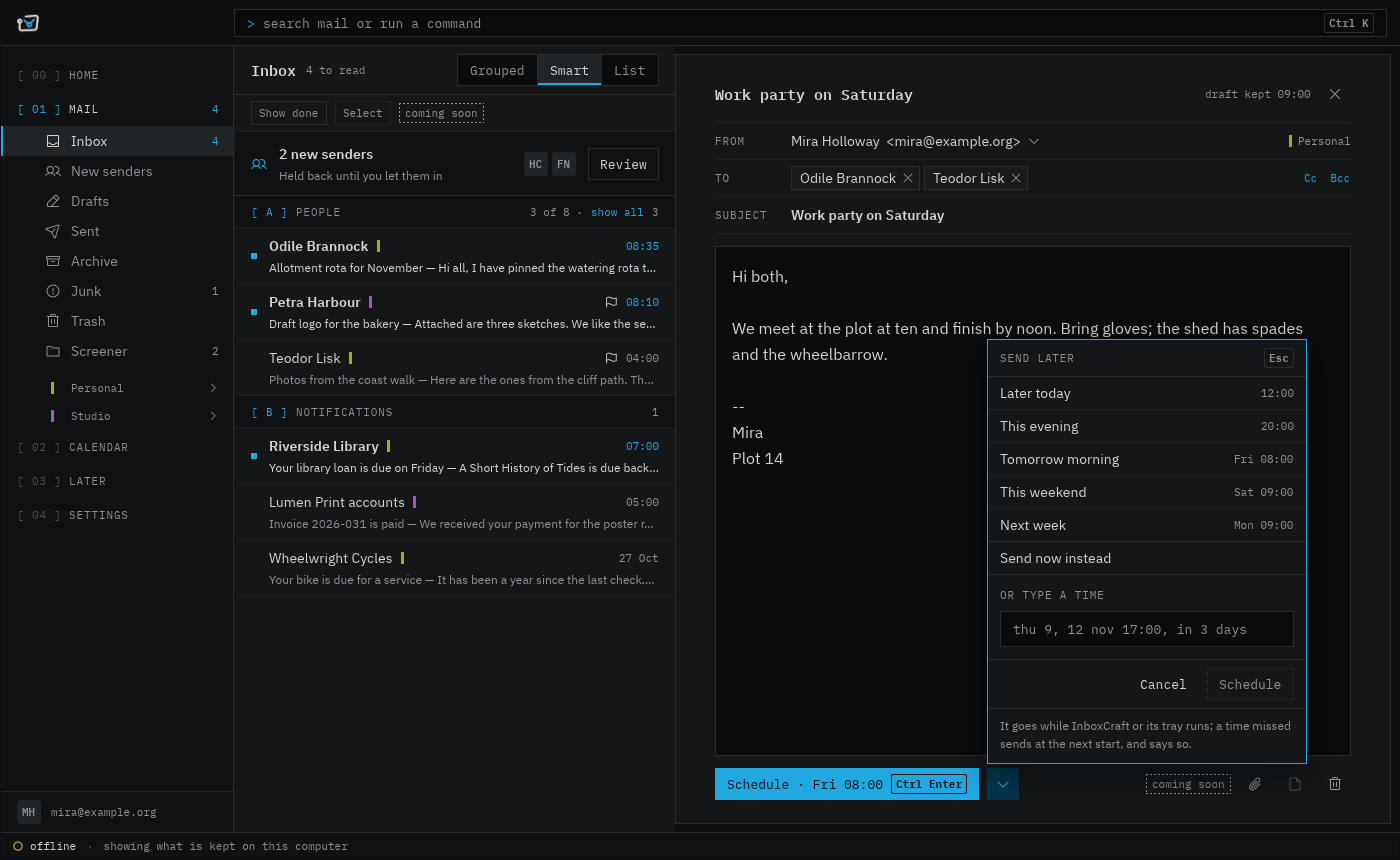 > search mail or run a command
Ctrl K
[ 00 ] HOME
[ 01 ] MAIL 4
Inbox 4
New senders
Drafts
Sent
Archive
Junk 1
Trash
Screener 2
Personal
Studio
[ 02 ] CALENDAR
[ 03 ] LATER
[ 04 ] SETTINGS
MH mira@example.org
Inbox 4 to read
Grouped Smart List
Show done Select coming soon
2 new senders
Held back until you let them in
HC FN Review
[ A ] PEOPLE 3 of 8 · show all 3
Odile Brannock 08:35
Allotment rota for November — Hi all, I have pinned the watering rota t…
Petra Harbour 08:10
Draft logo for the bakery — Attached are three sketches. We like the se…
Teodor Lisk 04:00
Photos from the coast walk — Here are the ones from the cliff path. Th…
[ B ] NOTIFICATIONS 1
Riverside Library 07:00
Your library loan is due on Friday — A Short History of Tides is due back…
Lumen Print accounts 05:00
Invoice 2026-031 is paid — We received your payment for the poster r…
Wheelwright Cycles 27 Oct
Your bike is due for a service — It has been a year since the last check.…
Work party on Saturday draft kept 09:00
FROM Mira Holloway <mira@example.org> Personal
TO Odile Brannock Teodor Lisk Cc Bcc
SUBJECT Work party on Saturday
Hi both,
We meet at the plot at ten and finish by noon. Bring gloves; the shed has spades
and the wheelbarrow.
--
Mira
Plot 14
SEND LATER Esc
Later today 12:00
This evening 20:00
Tomorrow morning Fri 08:00
This weekend Sat 09:00
Next week Mon 09:00
Send now instead
OR TYPE A TIME
thu 9, 12 nov 17:00, in 3 days
Cancel Schedule
It goes while InboxCraft or its tray runs; a time missed
sends at the next start, and says so.
Schedule · Fri 08:00 Ctrl Enter
coming soon
offline · showing what is kept on this computer